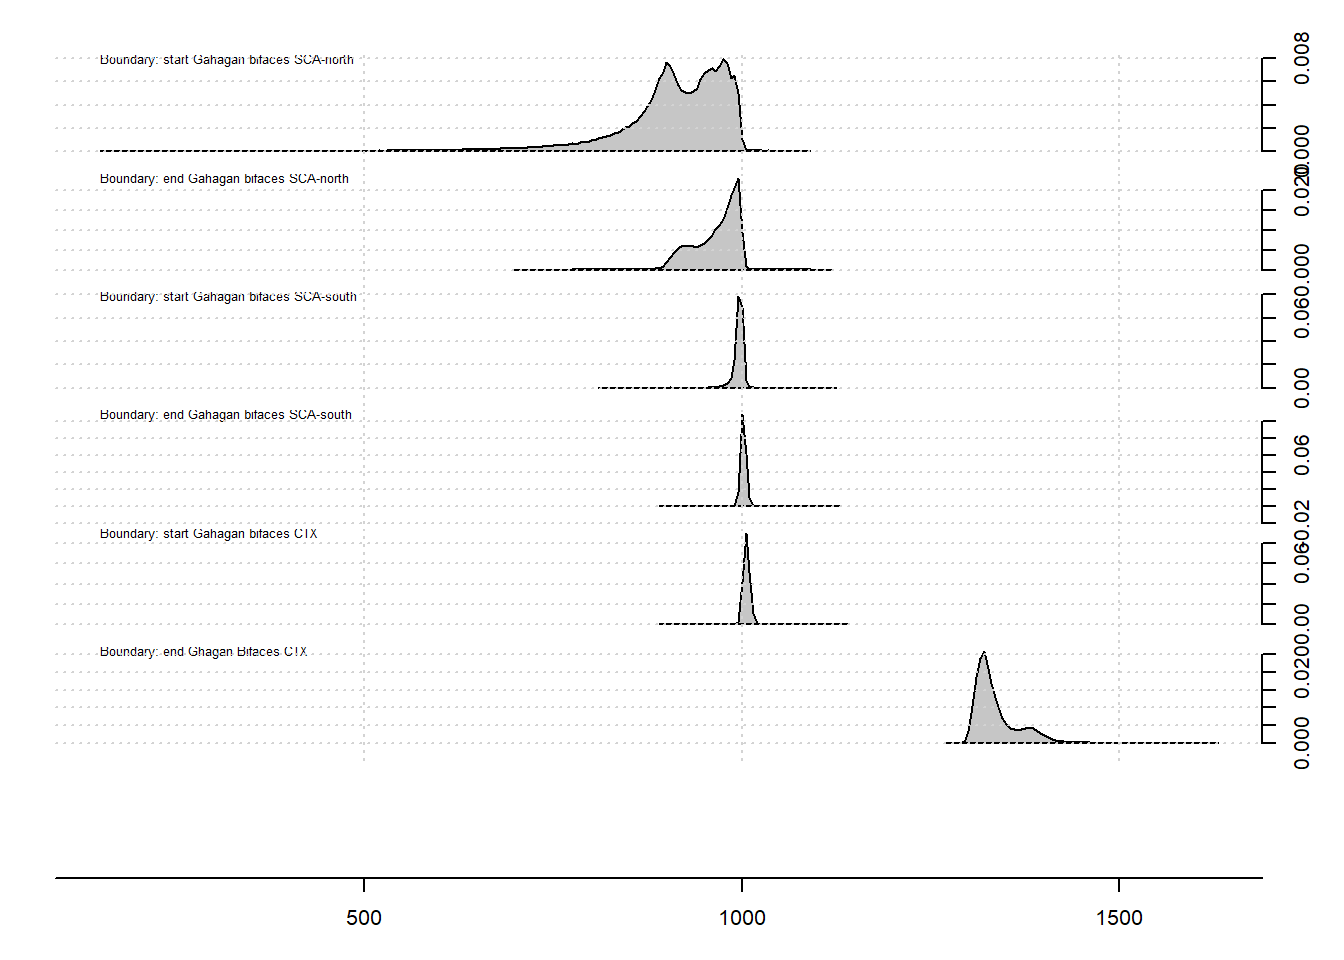 Boundary: start Gahagan bifaces SCA-north
0.008
0.000
Boundary: end Gahagan bifaces SCA-north
0.020
0.000
Boundary: start Gahagan bifaces SCA-south
0.06
0.00
Boundary: end Gahagan bifaces SCA-south
0.06
0.02
Boundary: start Gahagan bifaces CTX
0.06
0.00
Boundary: end Ghagan Bifaces CTX
0.020
0.000
500
1000
1500